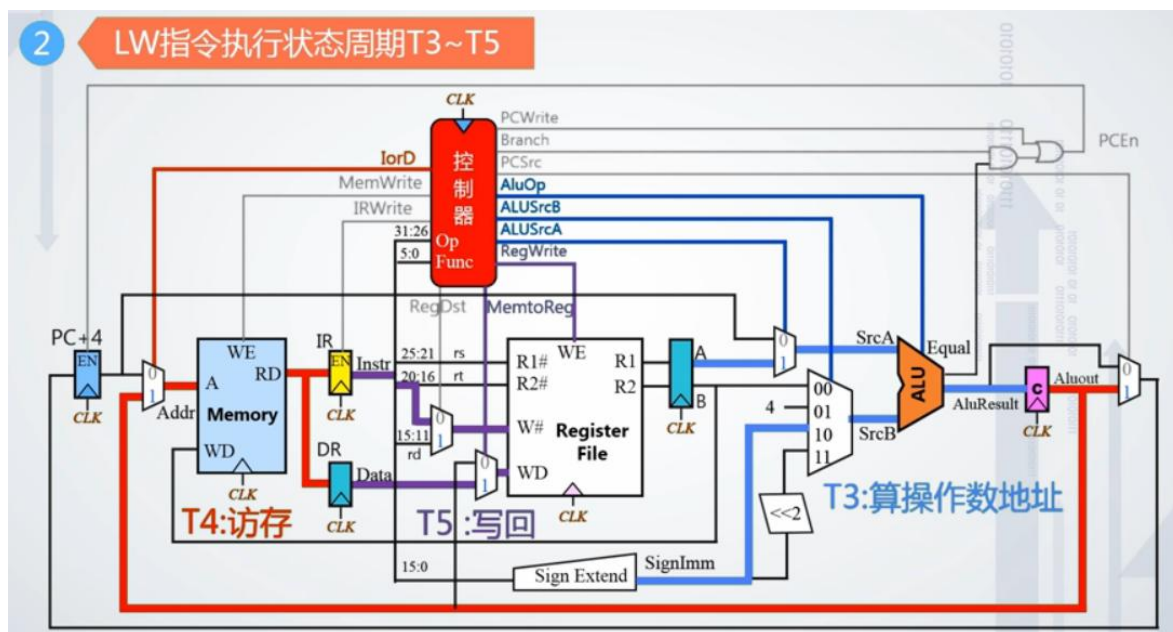 2
LW指令执行状态周期T3~T5
CLK
PCWrite
Branch
PCSrc
AluOp
ALUSrcB
ALUSrcA
RegWrite
PCEn
IorD
MemWrite
IRWrite
31:26
5:0
控制器
Op
Func
RegDst
MemtoReg
PC+4
EN
CLK
0
1
Addr
WE
A
RD
Memory
WD
CLK
IR
EN
Instr
CLK
DR
Data
CLK
25:21 rs
20:16 rt
15:11
rd
0
1
0
1
WE
R1#
R1
R2#
R2
W#
Register
File
WD
CLK
A
B
CLK
0
1
SrcA
4
00
01
10
11
SrcB
ALU
Equal
AluResult
C
CLK
Aluout
0
1
<<2
T4:访存
T5 :写回
T3:算操作数地址
15:0
Sign Extend
SignImm